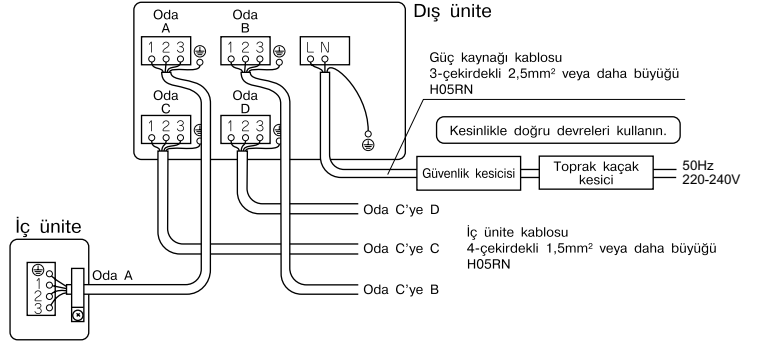 Dış ünite
Oda A
Oda B
1 2 3
1 2 3
L N
Oda C
Oda D
1 2 3
1 2 3
Güç kaynağı kablosu
3-çekirdekli 2,5mm² veya daha büyüğü
H05RN
Kesinlikle doğru devreleri kullanın.
Güvenlik kesicisi
Toprak kaçak
kesici
50Hz
220-240V
Oda C'ye D
İç ünite
Oda C'ye C
İç ünite kablosu
4-çekirdekli 1,5mm² veya daha büyüğü
H05RN
Oda A
1
2
3
Oda C'ye B